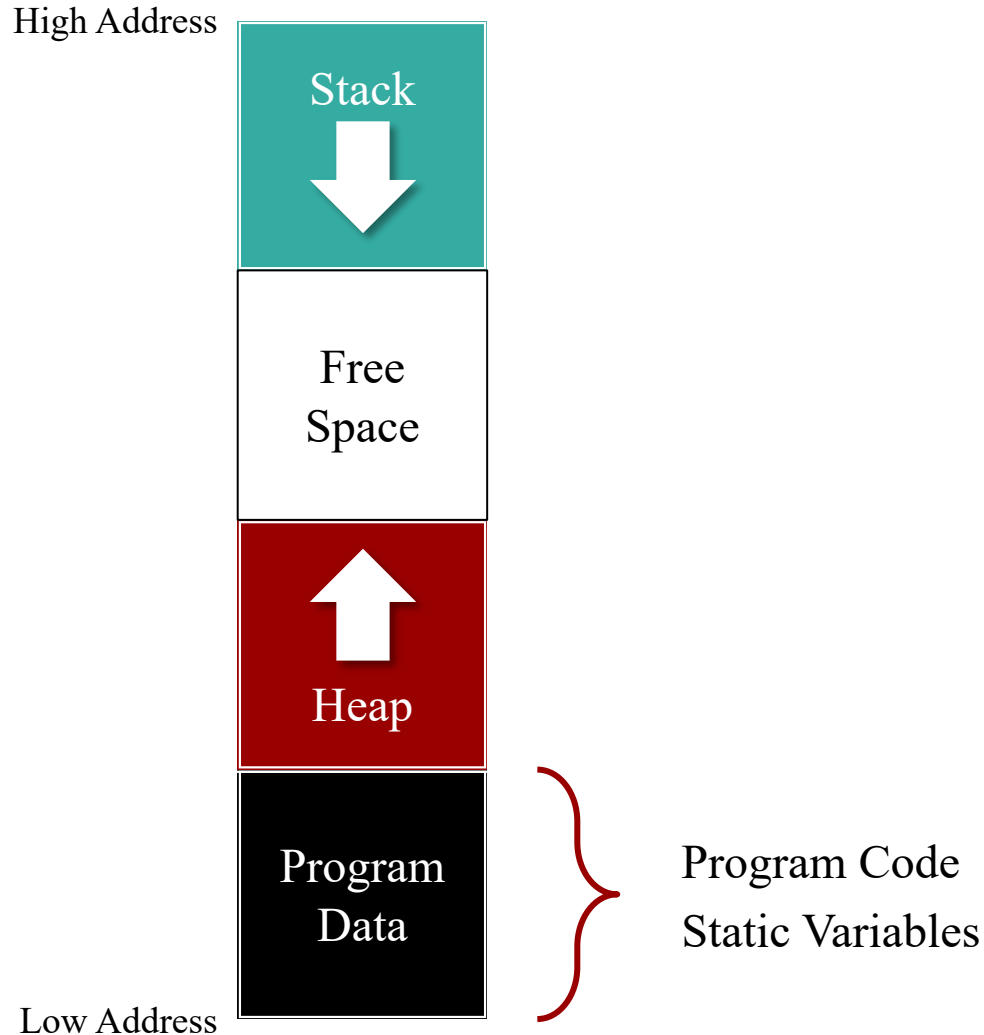 High Address
Stack
Free
Space
Heap
Program
Data
Program Code
Static Variables
Low Address